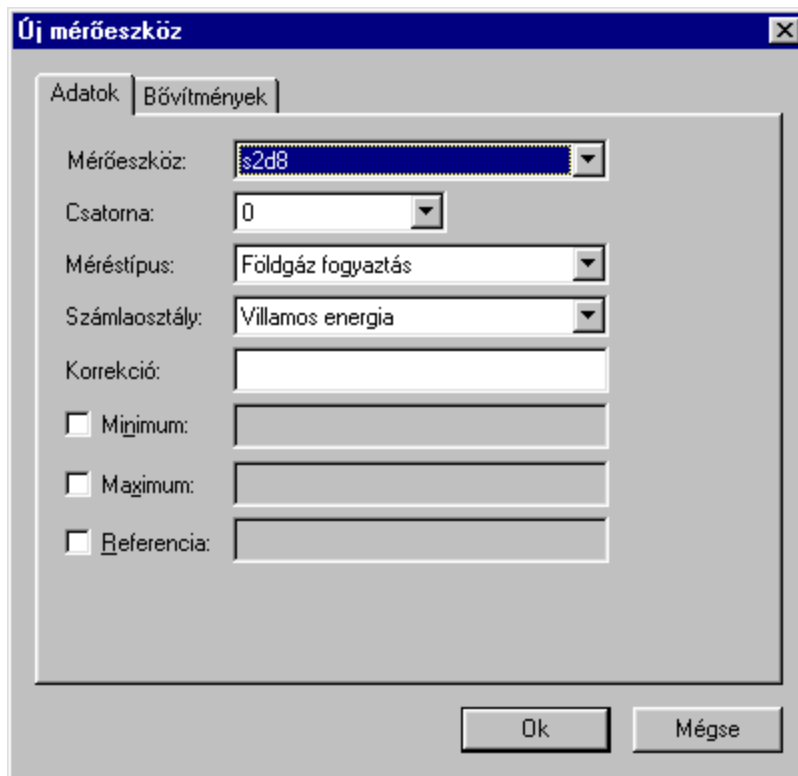 Új mérőeszköz
Adatok Bővítmények
Mérőeszköz: s2d8
Csatorna: 0
Méréstípus: Földgáz fogyaztás
Számlaosztály: Villamos energia
Korrekció:
Minimum:
Maximum:
Referencia:
Ok Mégse